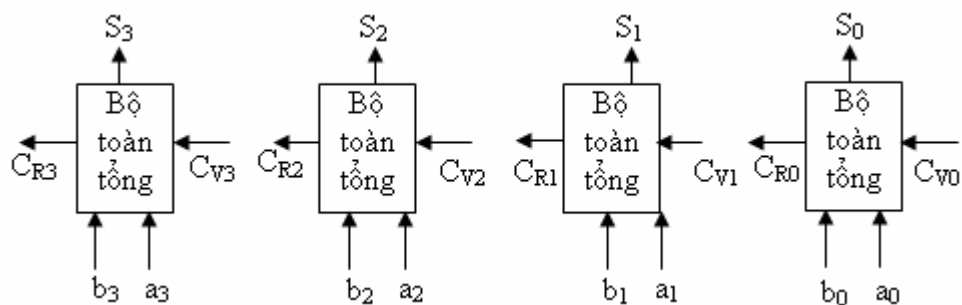 S3 S2 S1 S0
Bộ Bộ Bộ Bộ
toàn toàn toàn toàn
CR3 CV3 CR2 CV2 CR1 CV1 CR0 CV0
tổng tổng tổng tổng
b3 a3 b2 a2 b1 a1 b0 a0